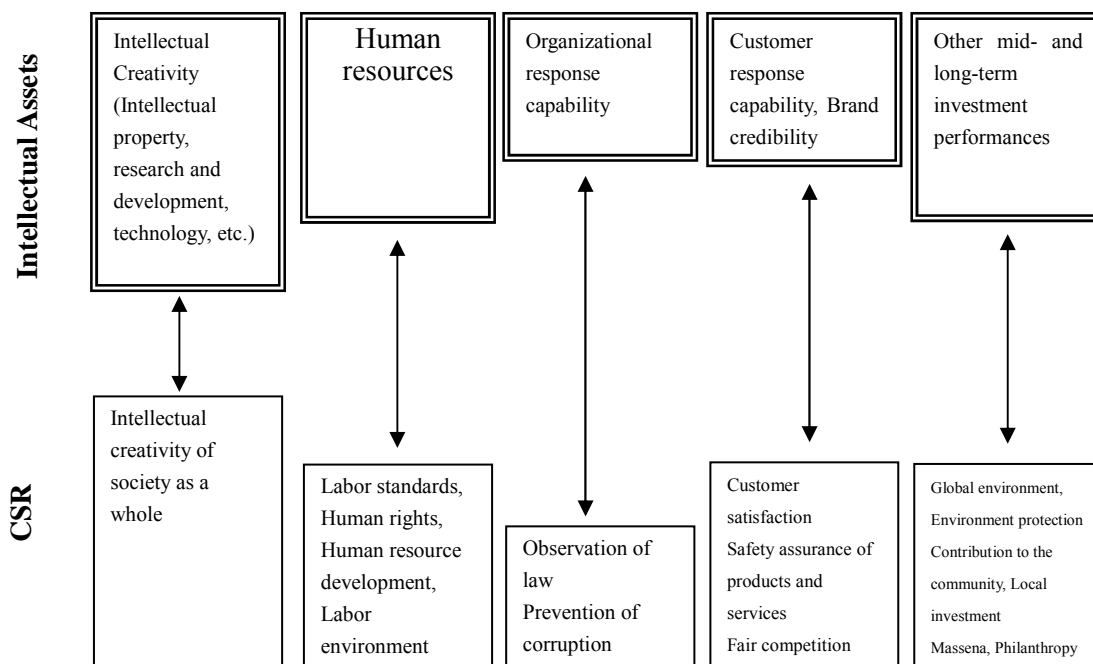 Intellectual Assets
Intellectual
Creativity
(Intellectual
property,
research and
development,
technology, etc.)
Human
resources
Organizational
response
capability
Customer
response
capability, Brand
credibility
Other mid- and
long-term
investment
performances
CSR
Intellectual
creativity of
society as a
whole
Labor standards,
Human rights,
Human resource
development,
Labor
environment
Observation of
law
Prevention of
corruption
Customer
satisfaction
Safety assurance of
products and
services
Fair competition
Global environment,
Environment protection
Contribution to the
community, Local
investment
Massena, Philanthropy